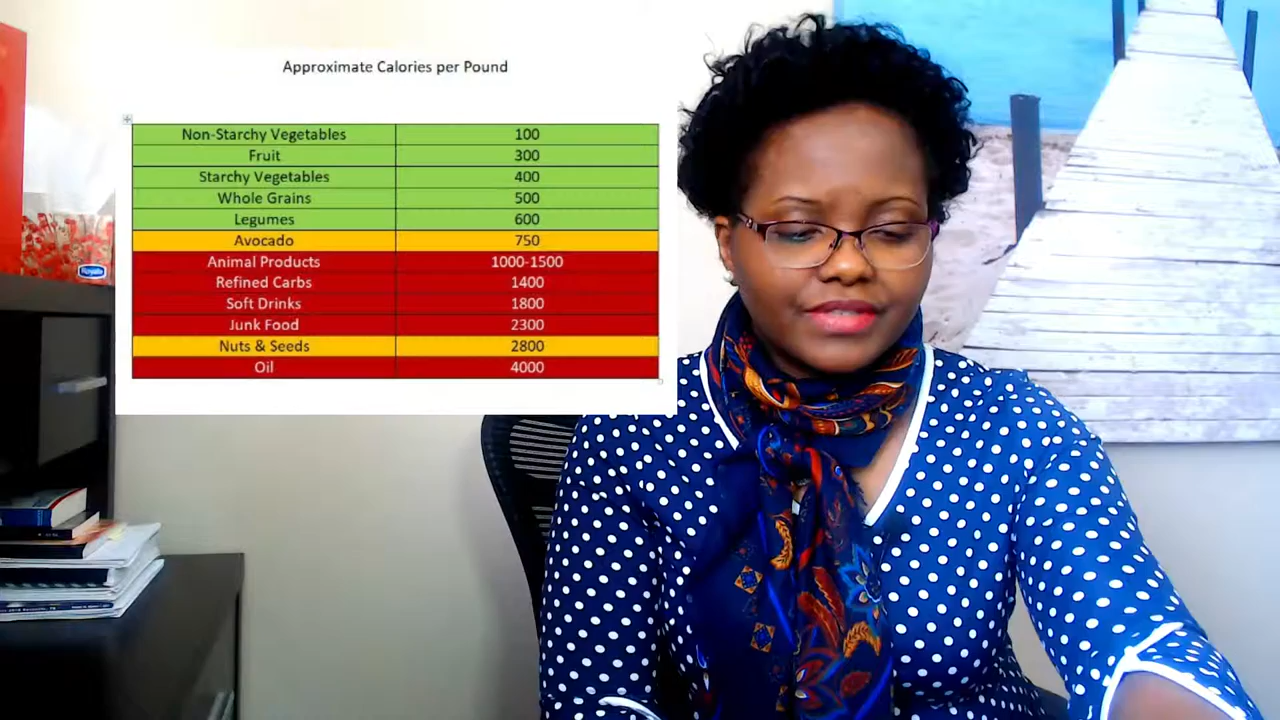 Approximate Calories per Pound
Non-Starchy Vegetables 100
Fruit 300
Starchy Vegetables 400
Whole Grains 500
Legumes 600
Avocado 750
Animal Products 1000-1500
Refined Carbs 1400
Soft Drinks 1800
Junk Food 2300
Nuts & Seeds 2800
Oil 4000
Royale